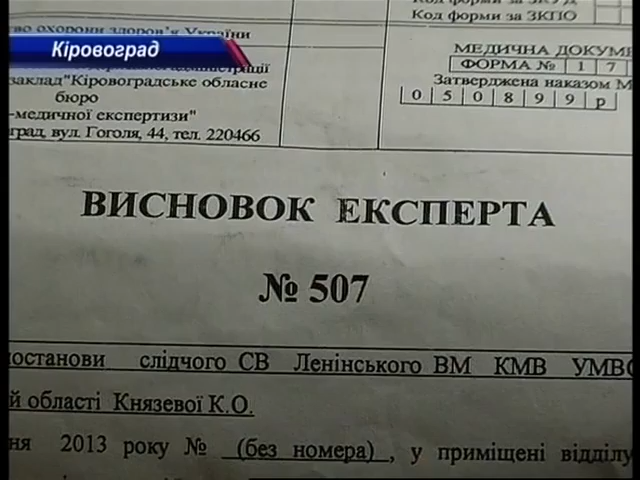 Кіровоград
Код форми за ЗКПО
охорони здоров'я України
МЕДИЧНА ДОКУМЕ
ФОРМА № 1 7
заклад"Кіровоградське обласне
Затверджена наказом М
бюро
0 5 0 8 9 9 р
-медичної експертизи"
град, вул. Гоголя, 44, тел. 220466
ВИСНОВОК ЕКСПЕРТА
№ 507
постанови слідчого СВ Ленінського ВМ КМВ УМВС
й області Князевої К.О.
ня 2013 року № (без номера) , у приміщені відділу